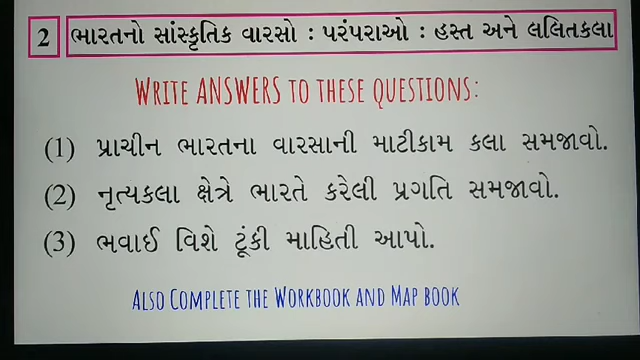 2 ભારતનો સાંસ્કૃતિક વારસો : પરંપરાઓ : હસ્ત અને લલિતકલા
WRITE ANSWERS TO THESE QUESTIONS:
(1) પ્રાચીન ભારતના વારસાની માટીકામ કલા સમજાવો.
(2) નૃત્યકલા ક્ષેત્રે ભારતે કરેલી પ્રગતિ સમજાવો.
(3) ભવાઈ વિશે ટૂંકી માહિતી આપો.
ALSO COMPLETE THE WORKBOOK AND MAP BOOK